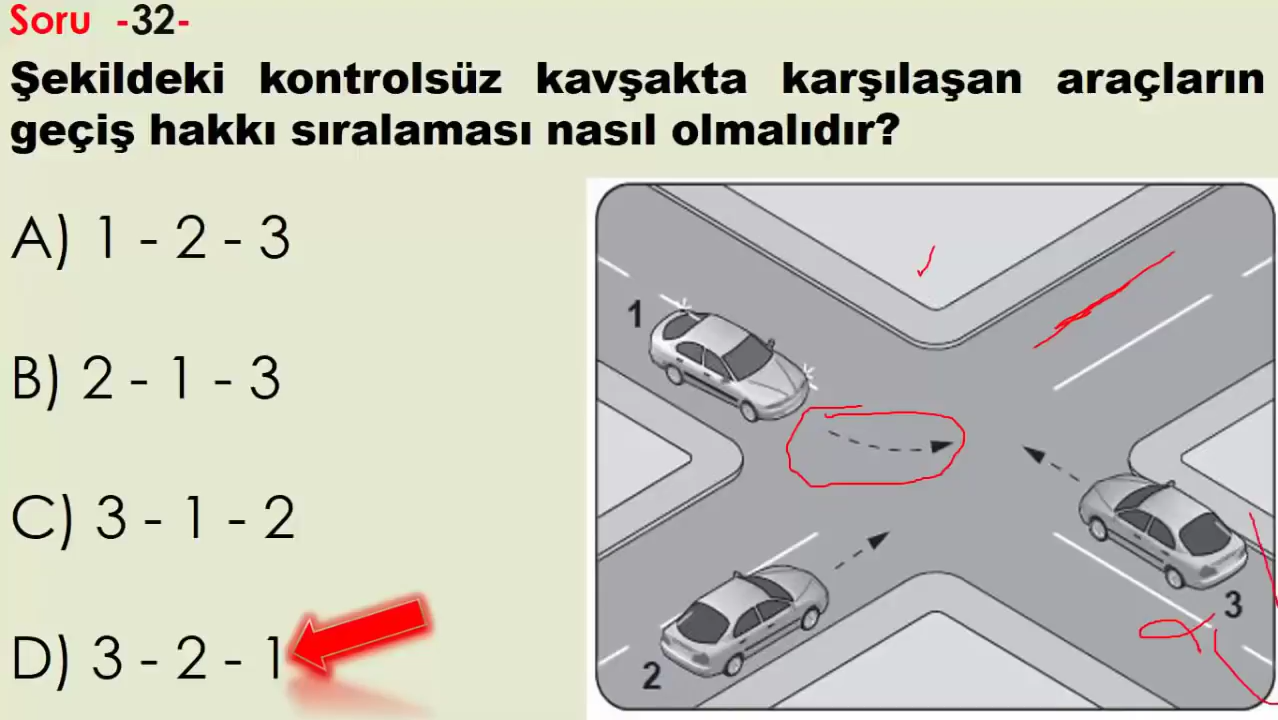 Soru -32-
Şekildeki kontrolsüz kavşakta karşılaşan araçların
geçiş hakkı sıralaması nasıl olmalıdır?
A) 1 - 2 - 3
B) 2 - 1 - 3
C) 3 - 1 - 2
D) 3 - 2 - 1
1
3
2